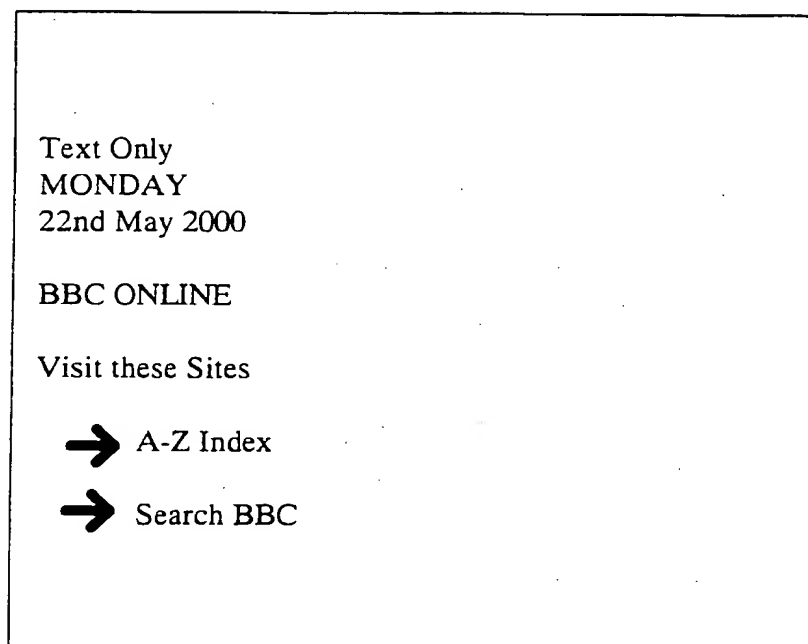 Text Only
MONDAY
22nd May 2000
BBC ONLINE
Visit these Sites
A-Z Index
Search BBC